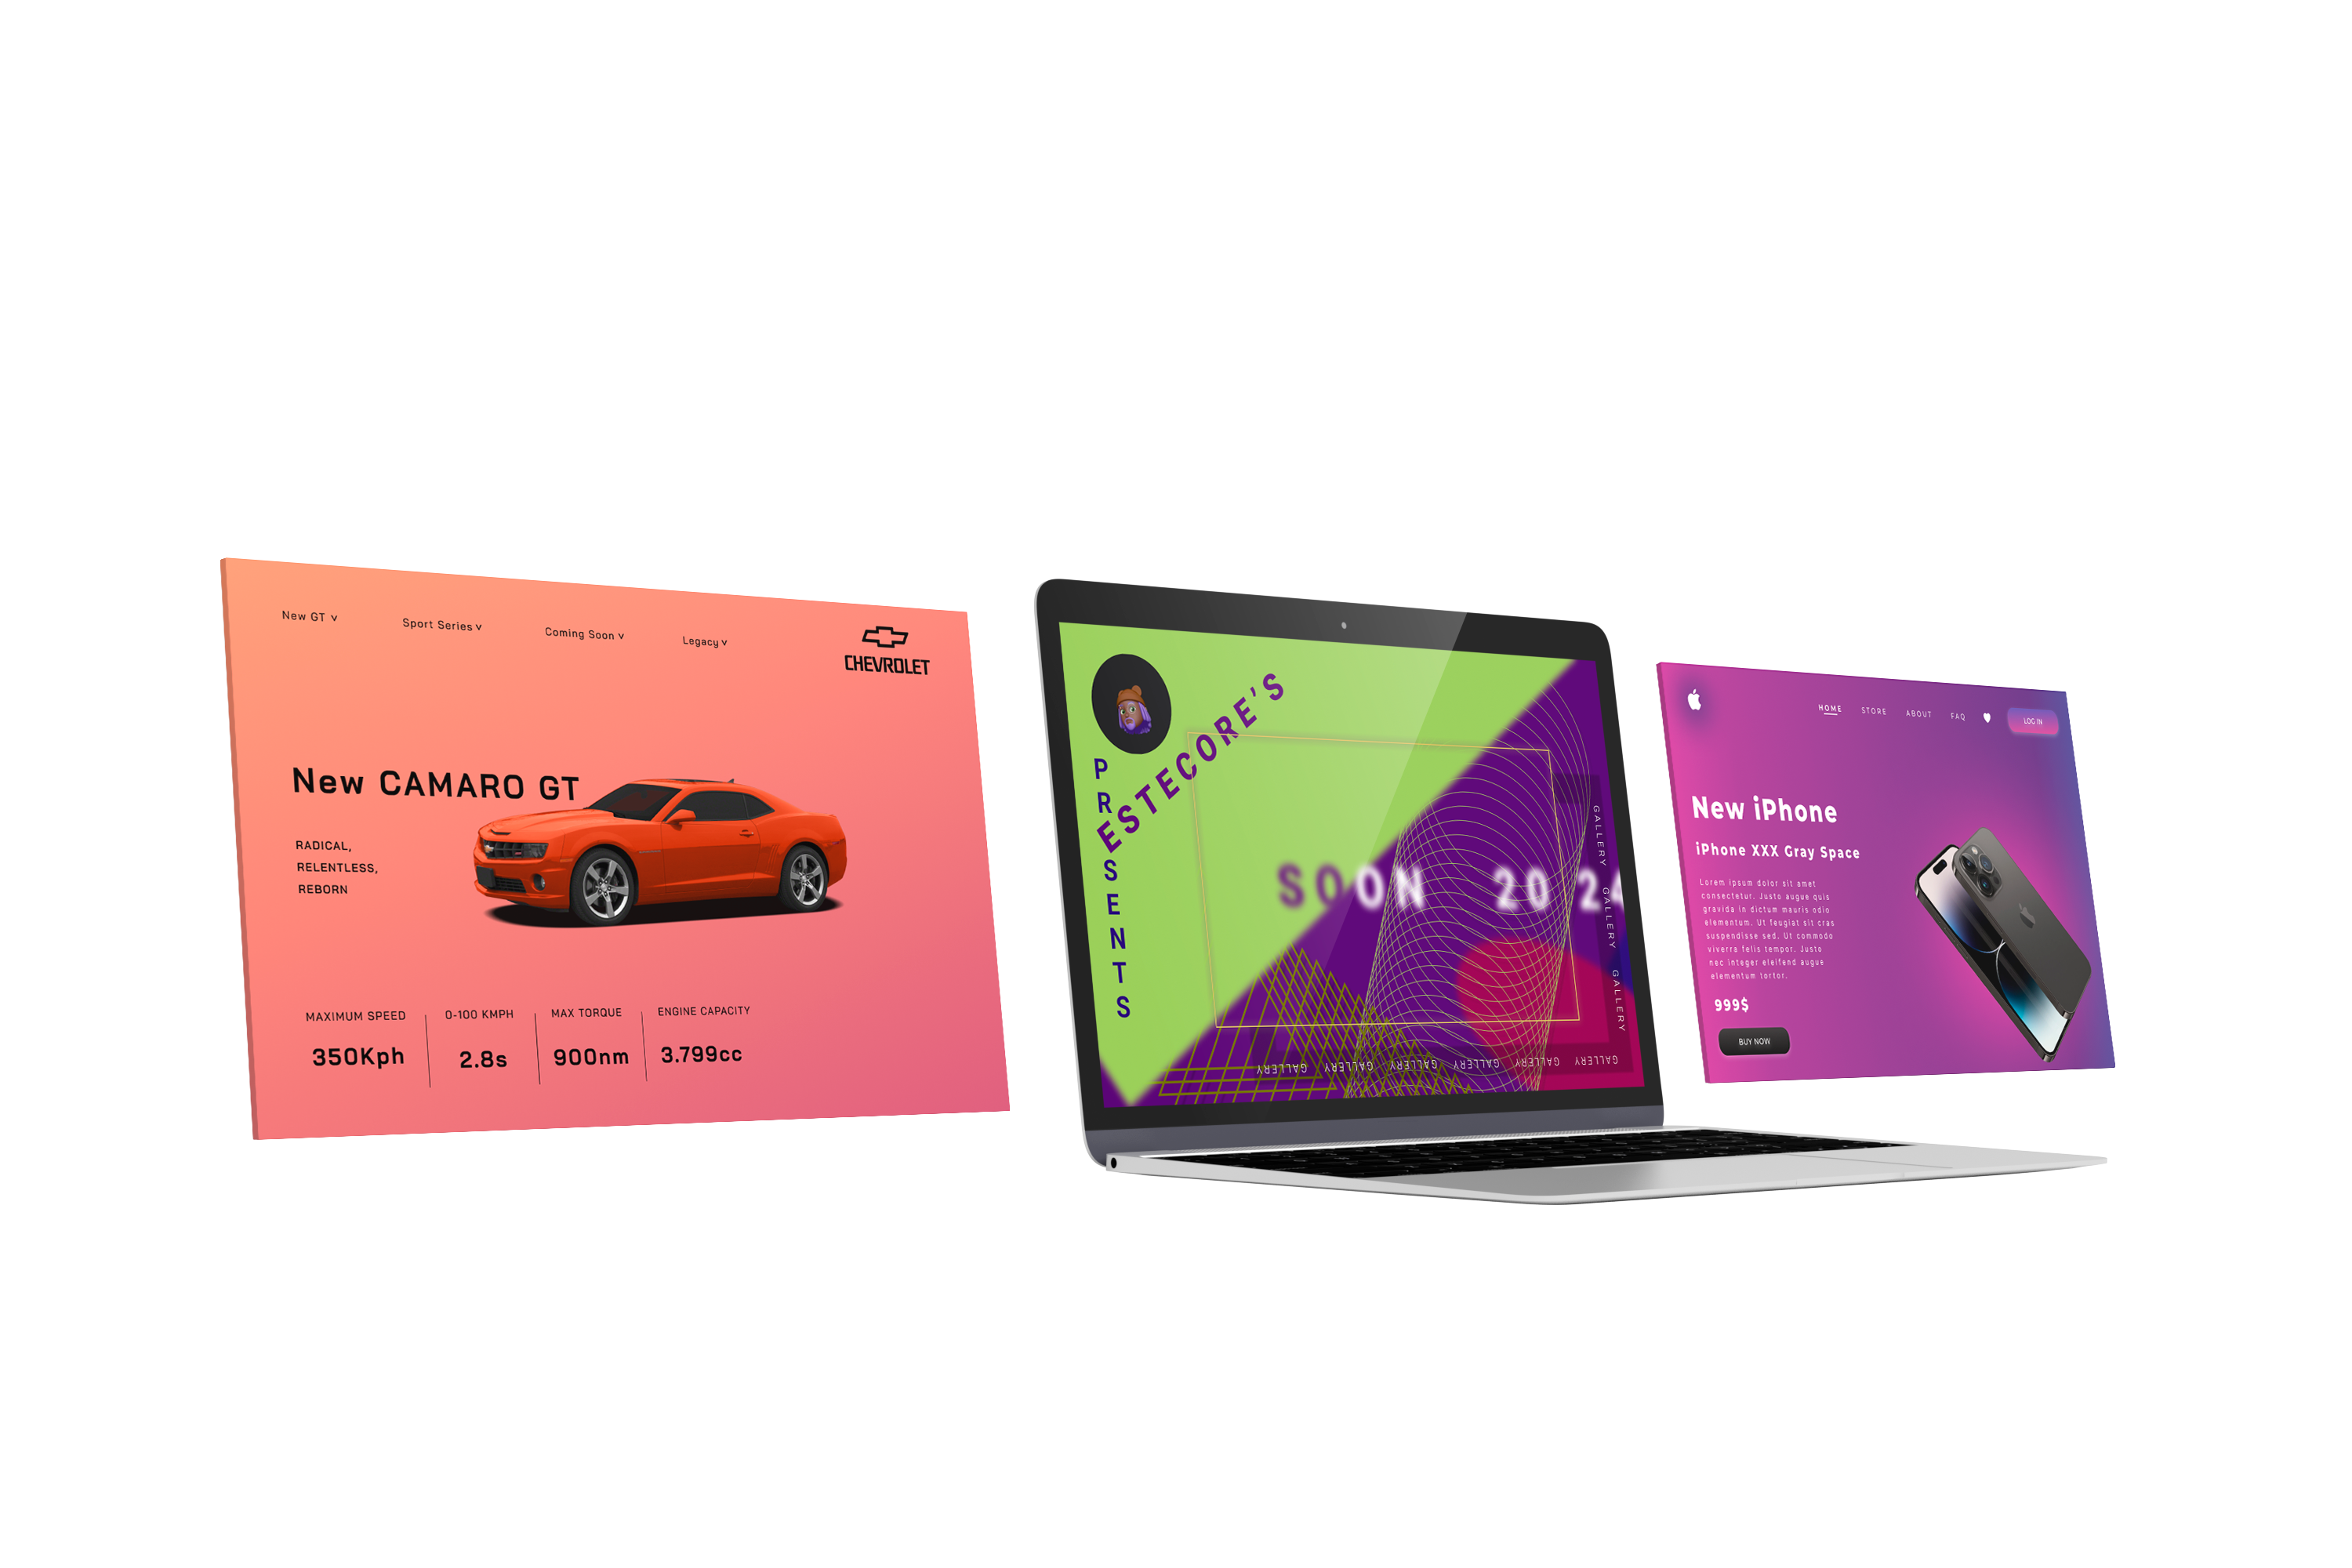 New GT v
Sport Series v
Coming Soon v
Legacy v
CHEVROLET
New CAMARO GT
RADICAL,
RELENTLESS,
REBORN
MAXIMUM SPEED
350Kph
0-100 KMPH
2.8s
MAX TORQUE
900nm
ENGINE CAPACITY
3.799cc
ESTECORE'S
PRESENTS
SOON 2024
GALLERY GALLERY GALLERY
GALLERY GALLERY GALLERY GALLERY GALLERY GALLERY
HOME STORE ABOUT FAQ LOG IN
New iPhone
iPhone XXX Gray Space
Lorem ipsum dolor sit amet
consectetur. Justo augue quis
gravida in dictum mauris odio
elementum. Ut feugiat sit cras
suspendisse sed. Ut commodo
viverra felis tempor. Justo
nec integer eleifend augue
elementum tortor.
999$
BUY NOW